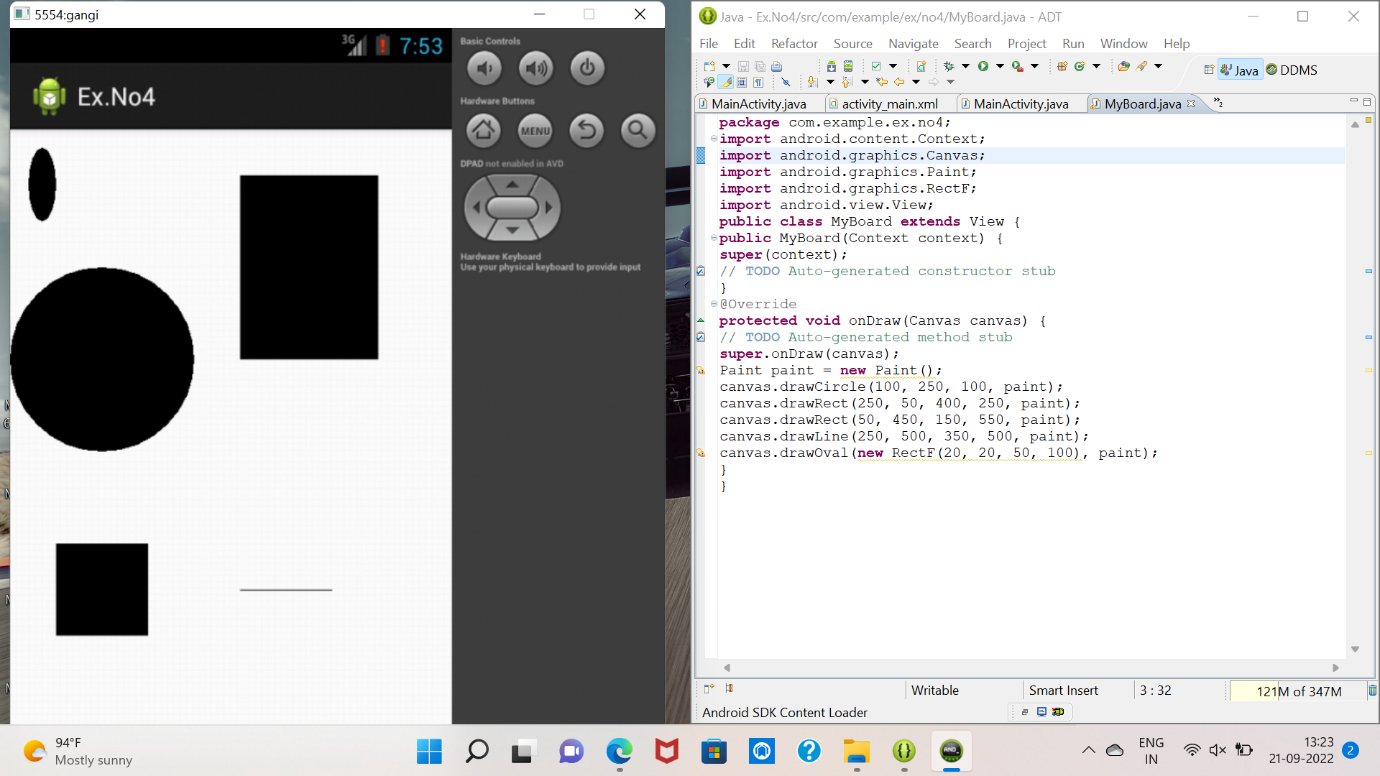 5554:gangi
3G 7:53
Ex.No4
Basic Controls
Hardware Buttons
MENU
DPAD not enabled in AVD
Hardware Keyboard
Use your physical keyboard to provide input
Java - Ex.No4/src/com/example/ex/no4/MyBoard.java - ADT
File Edit Refactor Source Navigate Search Project Run Window Help
Java DDMS
MainActivity.java activity_main.xml MainActivity.java MyBoard.java »2
package com.example.ex.no4;
import android.content.Context;
import android.graphics.Canvas;
import android.graphics.Paint;
import android.graphics.RectF;
import android.view.View;
public class MyBoard extends View {
public MyBoard(Context context) {
super(context);
// TODO Auto-generated constructor stub
}
@Override
protected void onDraw(Canvas canvas) {
// TODO Auto-generated method stub
super.onDraw(canvas);
Paint paint = new Paint();
canvas.drawCircle(100, 250, 100, paint);
canvas.drawRect(250, 50, 400, 250, paint);
canvas.drawRect(50, 450, 150, 550, paint);
canvas.drawLine(250, 500, 350, 500, paint);
canvas.drawOval(new RectF(20, 20, 50, 100), paint);
}
}
Writable Smart Insert 3 : 32 121M of 347M
Android SDK Content Loader
94°F
Mostly sunny
ENG
IN
13:23
21-09-2022
2